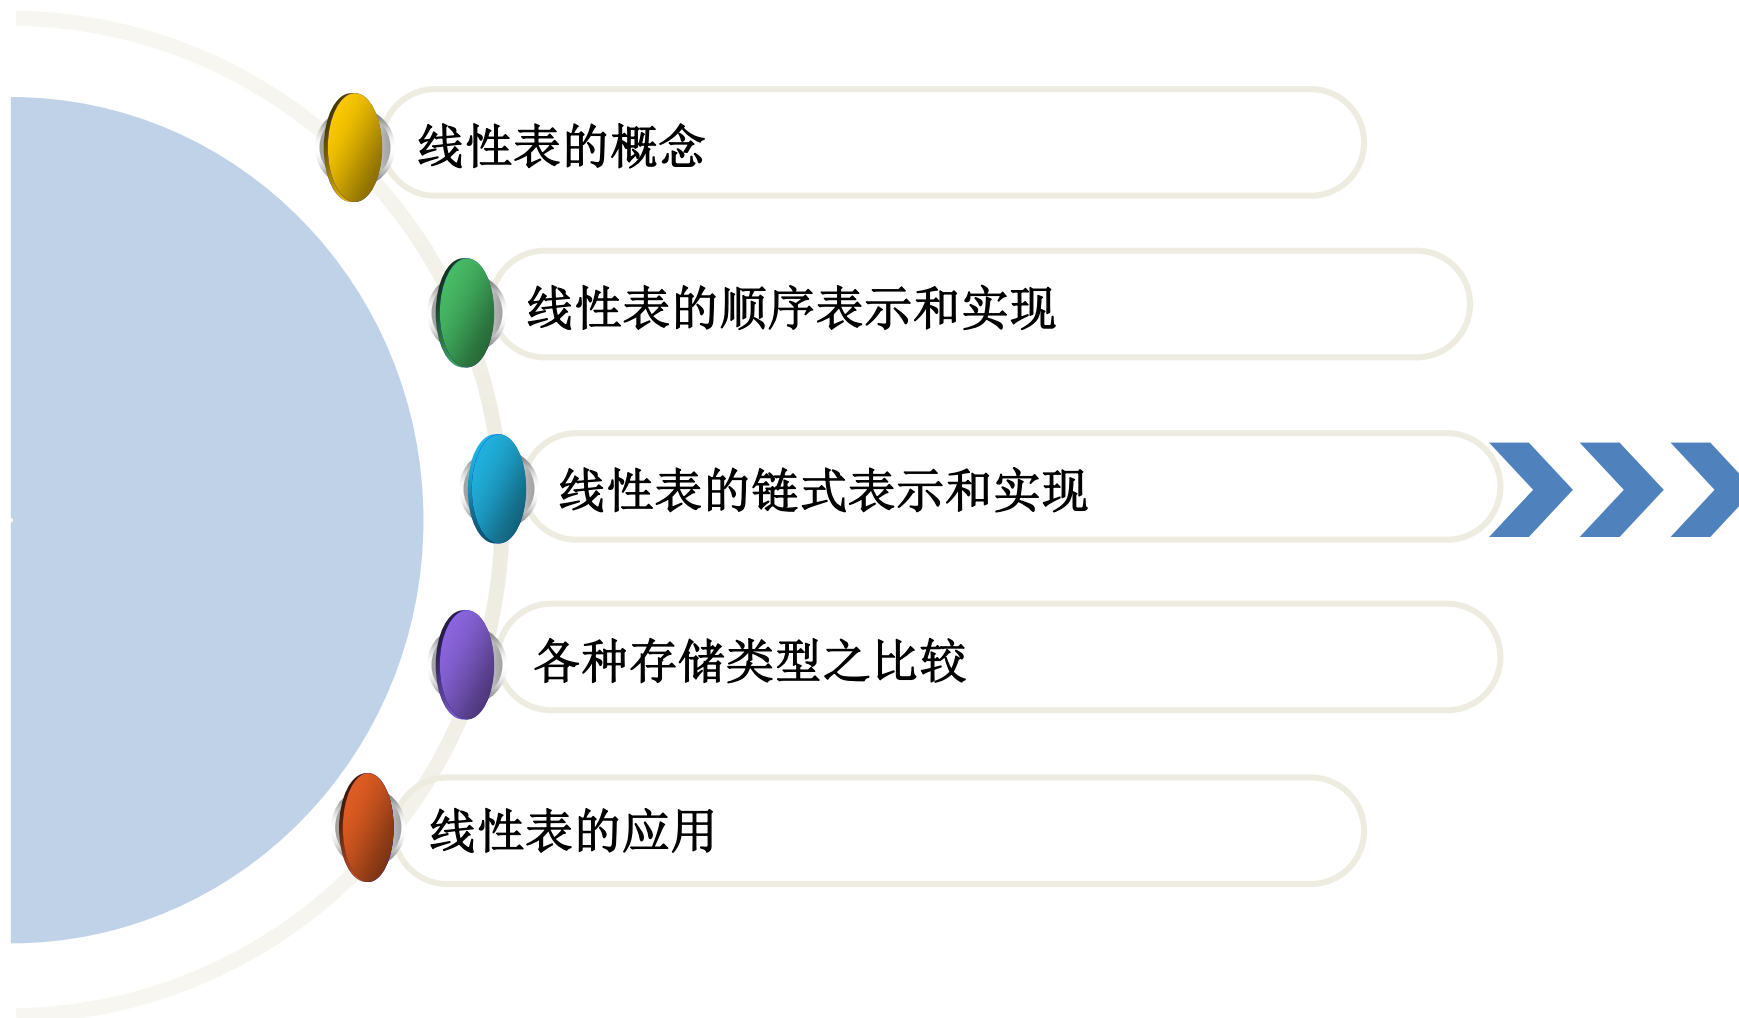 线性表的概念
线性表的顺序表示和实现
线性表的链式表示和实现
各种存储类型之比较
线性表的应用